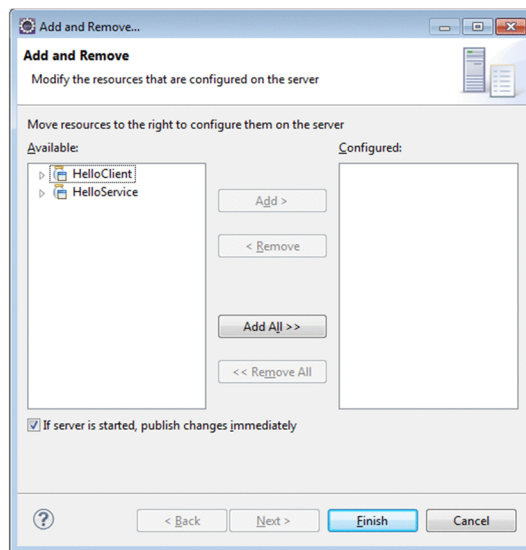 Add and Remove...
Add and Remove
Modify the resources that are configured on the server
Move resources to the right to configure them on the server
Available:
Configured:
HelloClient
HelloService
Add >
< Remove
Add All >>
<< Remove All
If server is started, publish changes immediately
?
< Back
Next >
Finish
Cancel